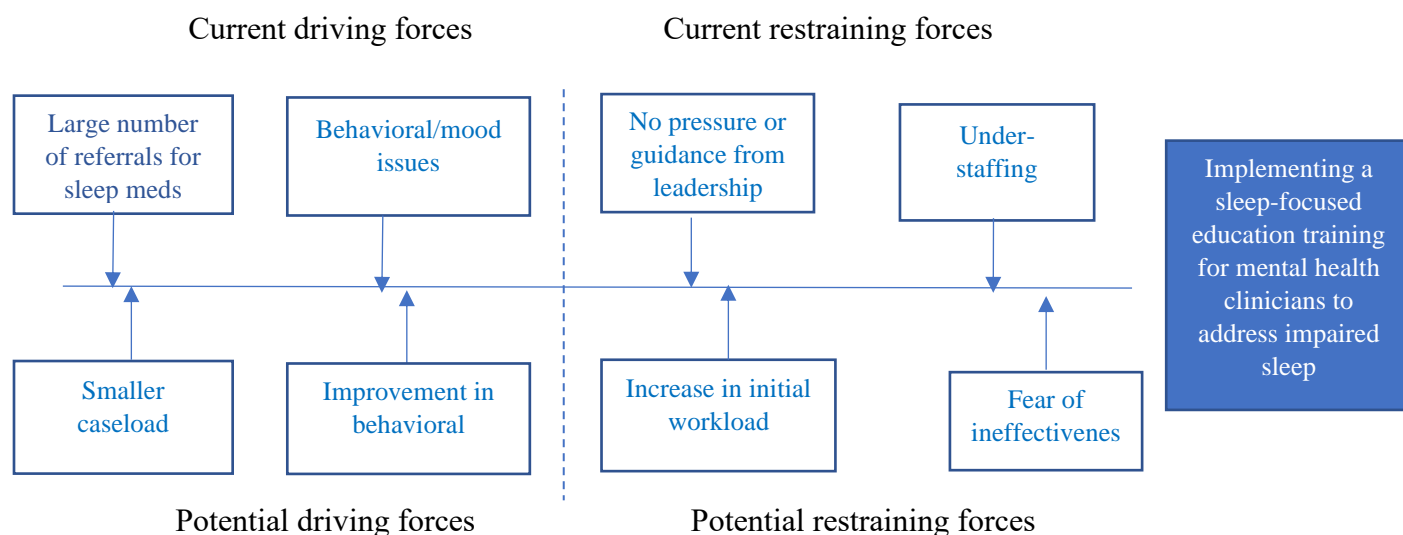 Current driving forces
Current restraining forces
Large number
of referrals for
sleep meds
Behavioral/mood
issues
No pressure or
guidance from
leadership
Under-
staffing
Implementing a
sleep-focused
education training
for mental health
clinicians to
address impaired
sleep
Smaller
caseload
Improvement in
behavioral
Increase in initial
workload
Fear of
ineffectivenes
Potential driving forces
Potential restraining forces